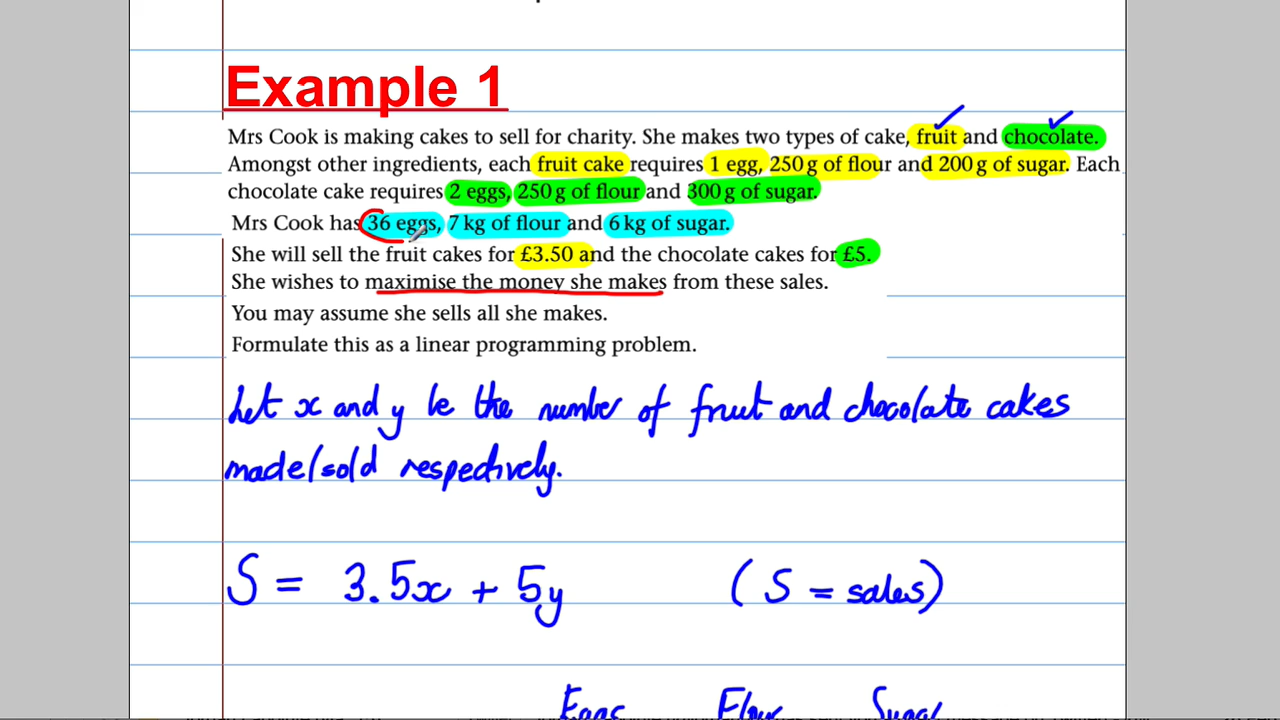 Example 1
Mrs Cook is making cakes to sell for charity. She makes two types of cake, fruit and chocolate.
Amongst other ingredients, each fruit cake requires 1 egg, 250 g of flour and 200 g of sugar. Each
chocolate cake requires 2 eggs, 250 g of flour and 300 g of sugar.
Mrs Cook has 36 eggs, 7 kg of flour and 6 kg of sugar.
She will sell the fruit cakes for £3.50 and the chocolate cakes for £5.
She wishes to maximise the money she makes from these sales.
You may assume she sells all she makes.
Formulate this as a linear programming problem.
Let x and y be the number of fruit and chocolate cakes
made/sold respectively.
S = 3.5x + 5y (S = sales)
Eggs Flour Sugar